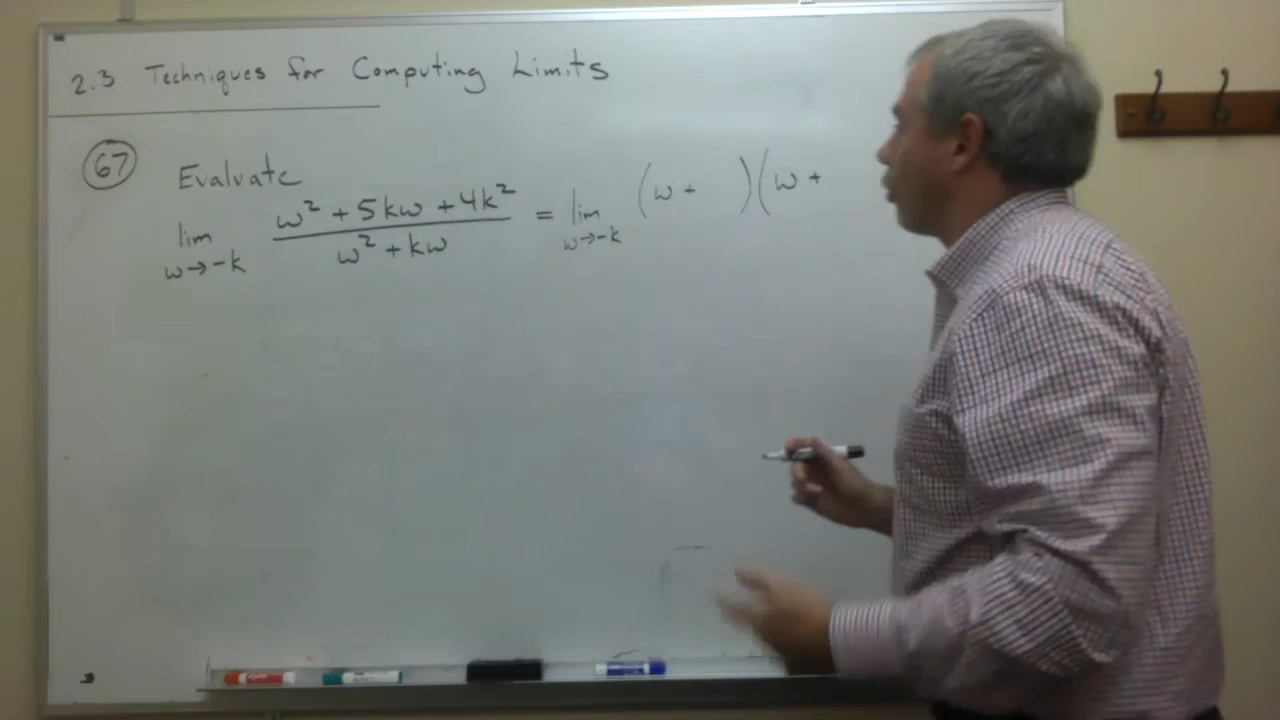 2.3 Techniques for Computing Limits
67 Evaluate
lim w→-k (w² + 5kw + 4k²)/(w² + kw) = lim w→-k (w + )(w +